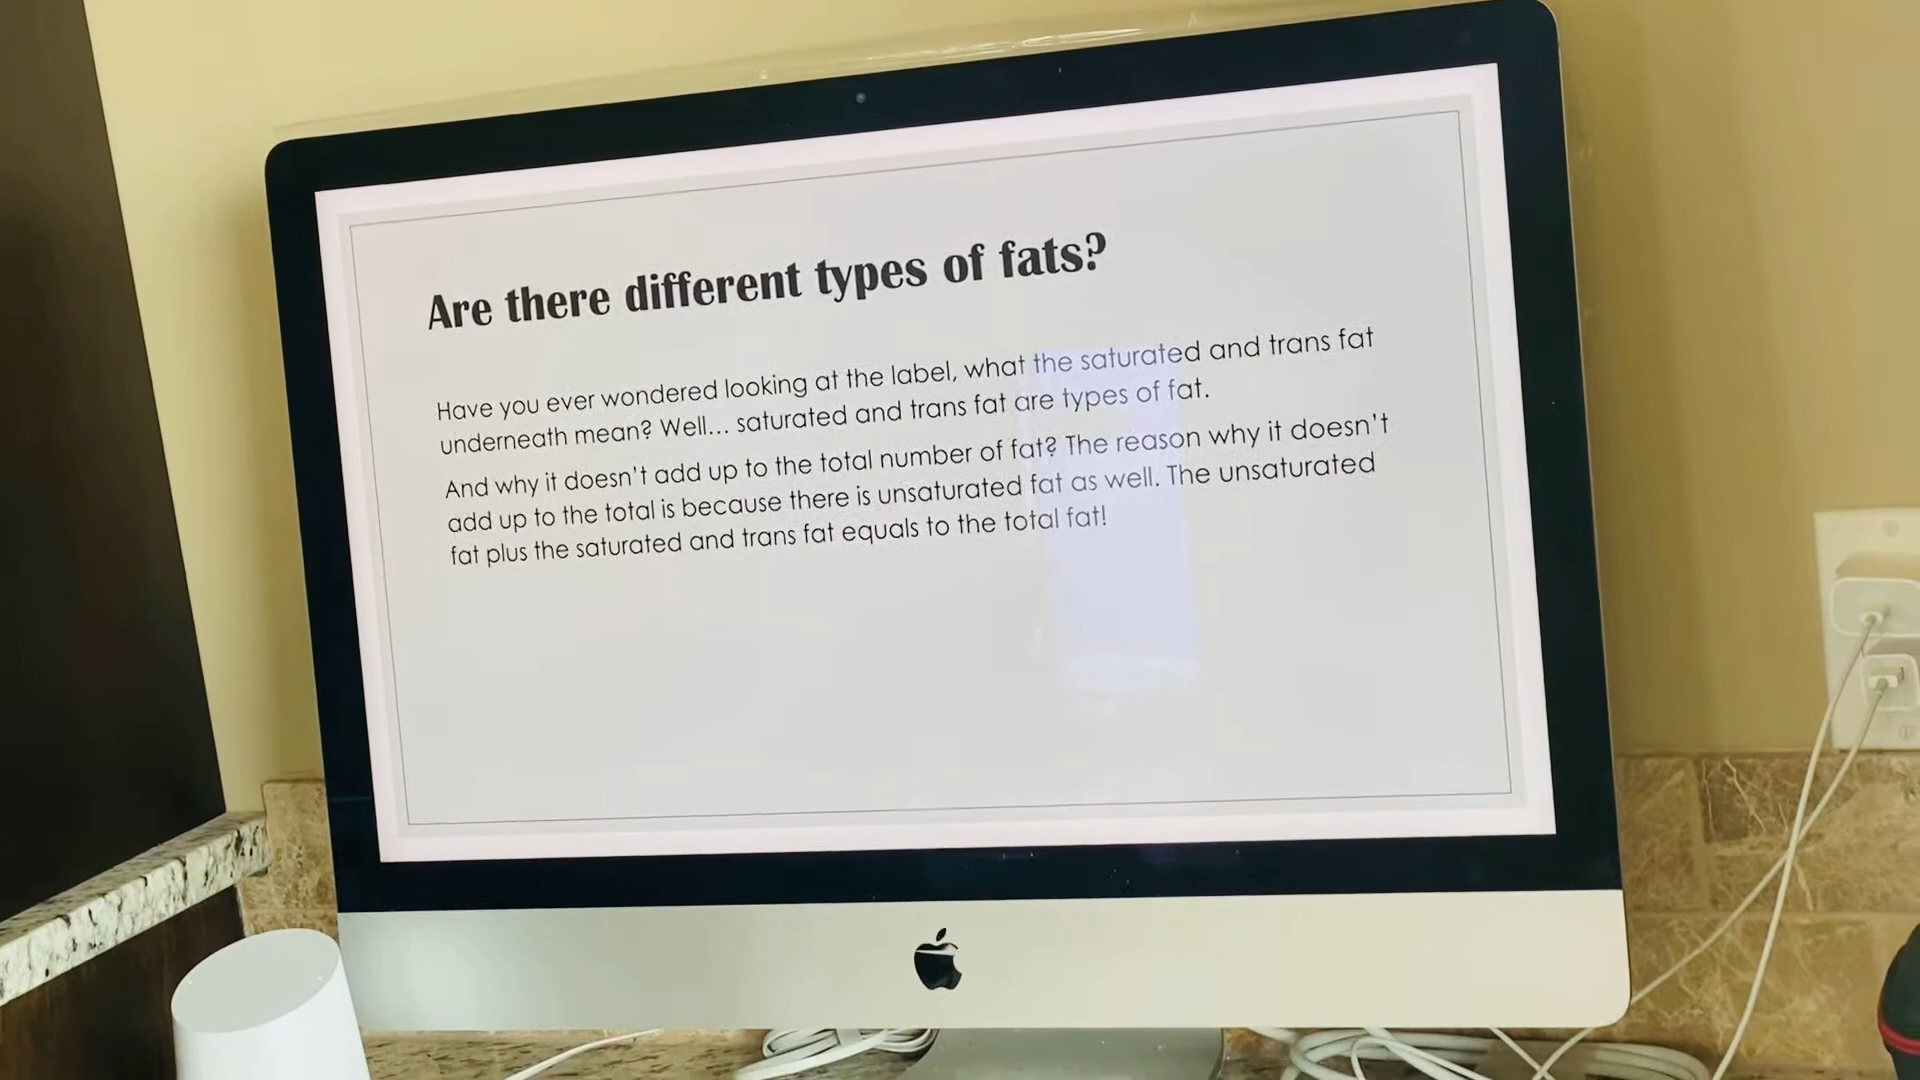 Are there different types of fats?
Have you ever wondered looking at the label, what the saturated and trans fat
underneath mean? Well... saturated and trans fat are types of fat.
And why it doesn't add up to the total number of fat? The reason why it doesn't
add up to the total is because there is unsaturated fat as well. The unsaturated
fat plus the saturated and trans fat equals to the total fat!